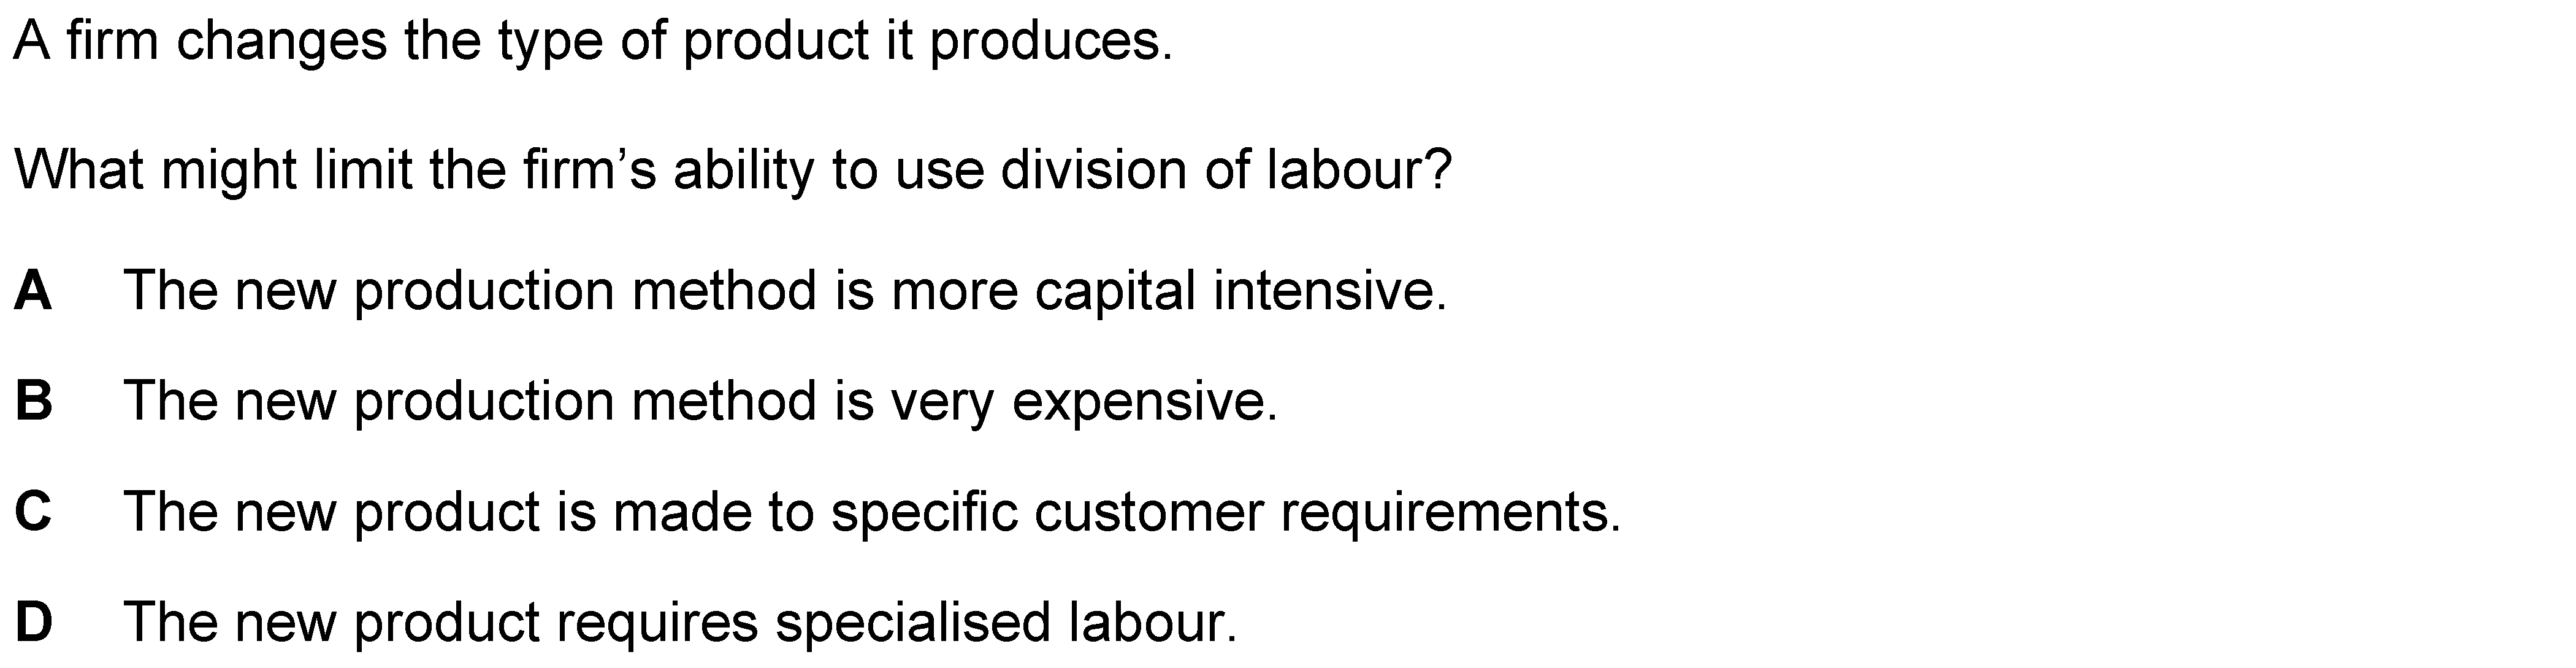 A firm changes the type of product it produces.
What might limit the firm’s ability to use division of labour?
A The new production method is more capital intensive.
B The new production method is very expensive.
C The new product is made to specific customer requirements.
D The new product requires specialised labour.